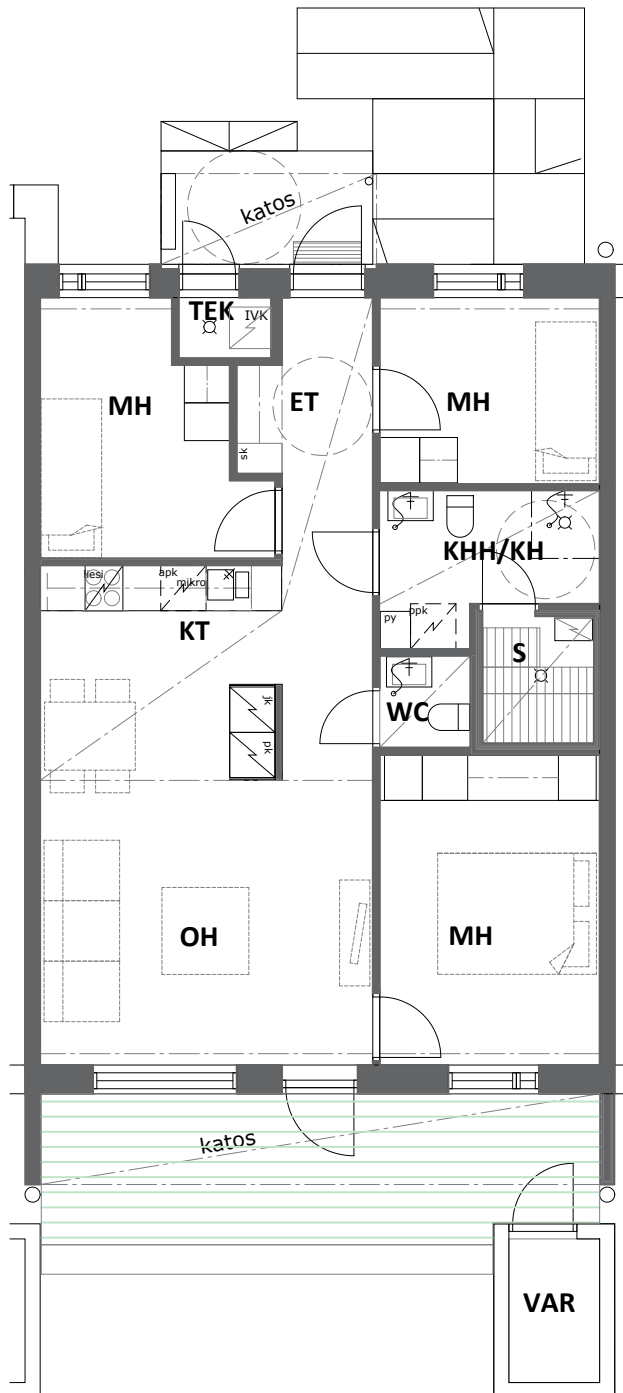 katos
TEK
IVK
MH
ET
MH
sk
KHH/KH
liesi
apk
mikro
KT
py
ppk
S
jk
pk
WC
OH
MH
katos
VAR